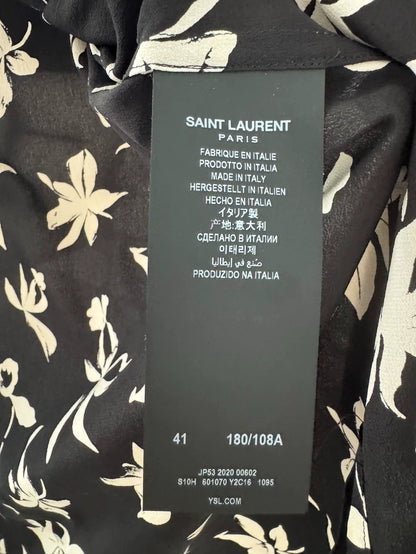 SAINT LAURENT
PARIS
FABRIQUE EN ITALIE
PRODOTTO IN ITALIA
MADE IN ITALY
HERGESTELLT IN ITALIEN
HECHO EN ITALIA
イタリア製
产地:意大利
СДЕЛАНО В ИТАЛИИ
이태리제
صنع في إيطاليا
PRODUZIDO NA ITALIA
41 180/108A
JP53 2020 00602
S10H 601070 Y2C16 1095
YSL.COM